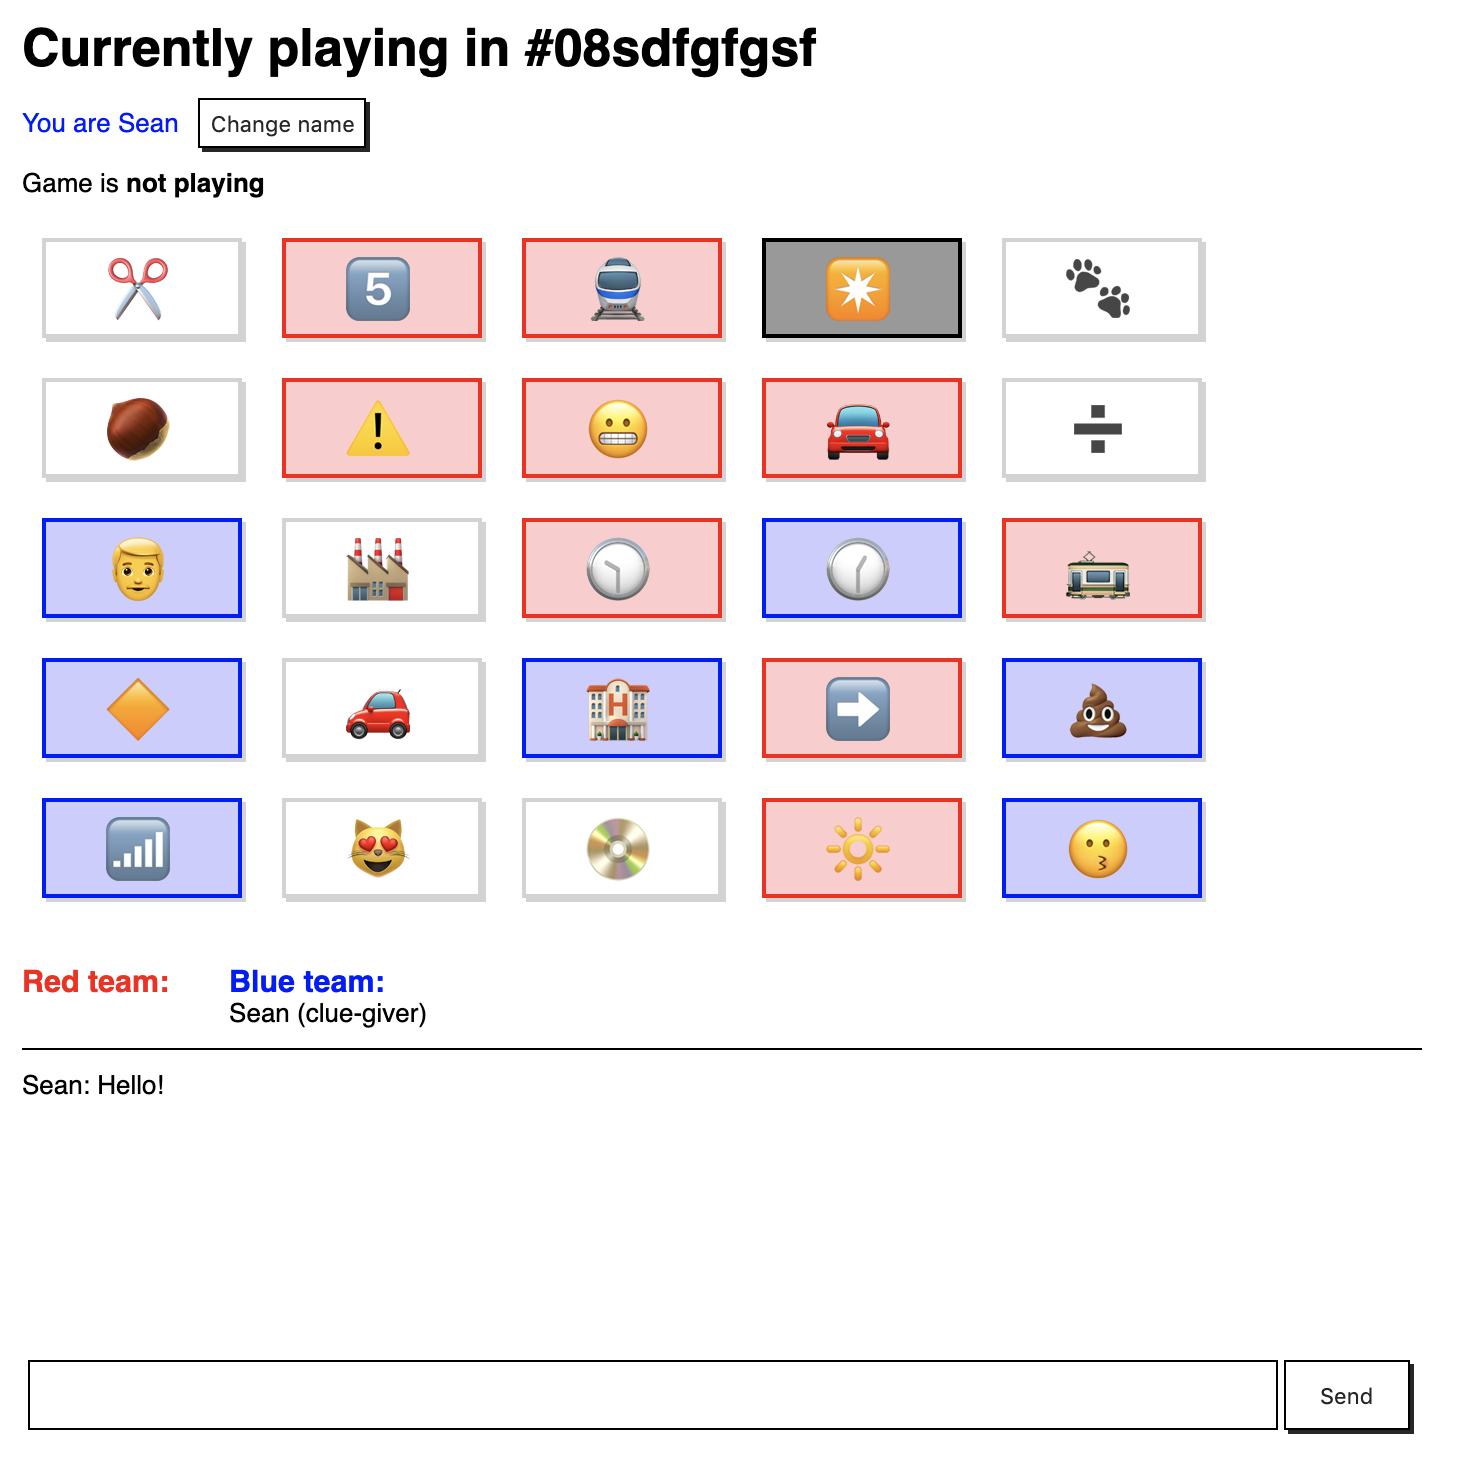 Currently playing in #08sdfgfgsf
You are Sean Change name
Game is not playing
5
H
Red team: Blue team:
Sean (clue-giver)
Sean: Hello!
Send